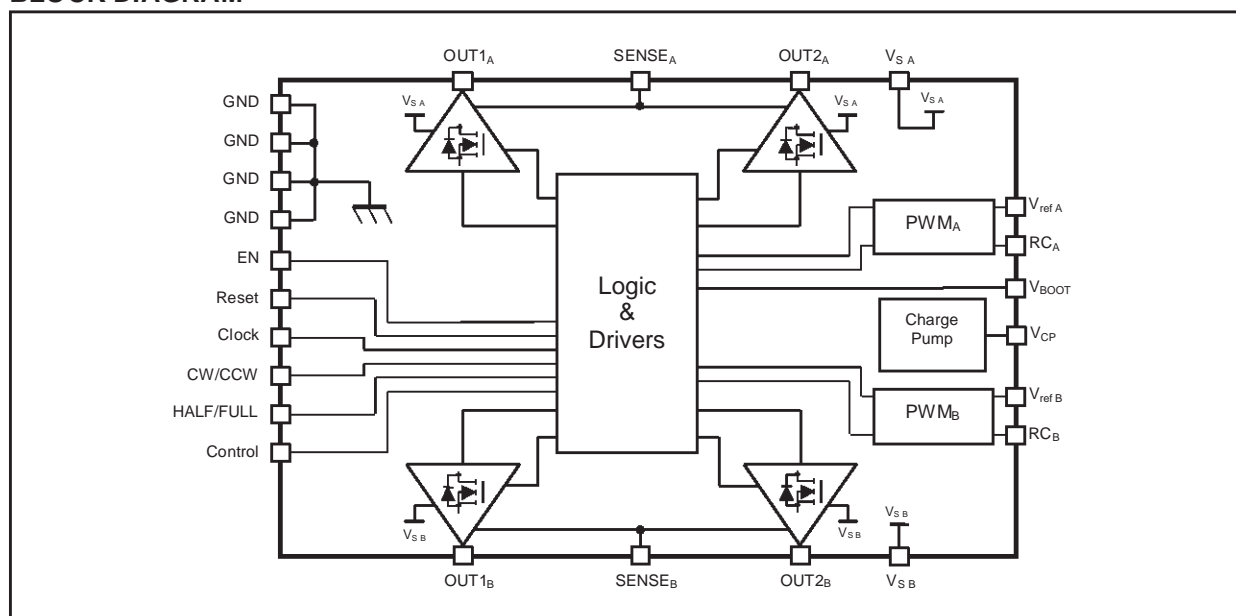 OUT1A SENSEA OUT2A VS A
GND
VS A
VS A
VS A
GND
GND
GND
Vref A
PWMA
RCA
EN
Reset
VBOOT
Logic
&
Drivers
Clock
Charge
Pump
VCP
CW/CCW
Vref B
HALF/FULL
PWMB
RCB
Control
VS B
VS B
VS B
OUT1B SENSEB OUT2B VS B